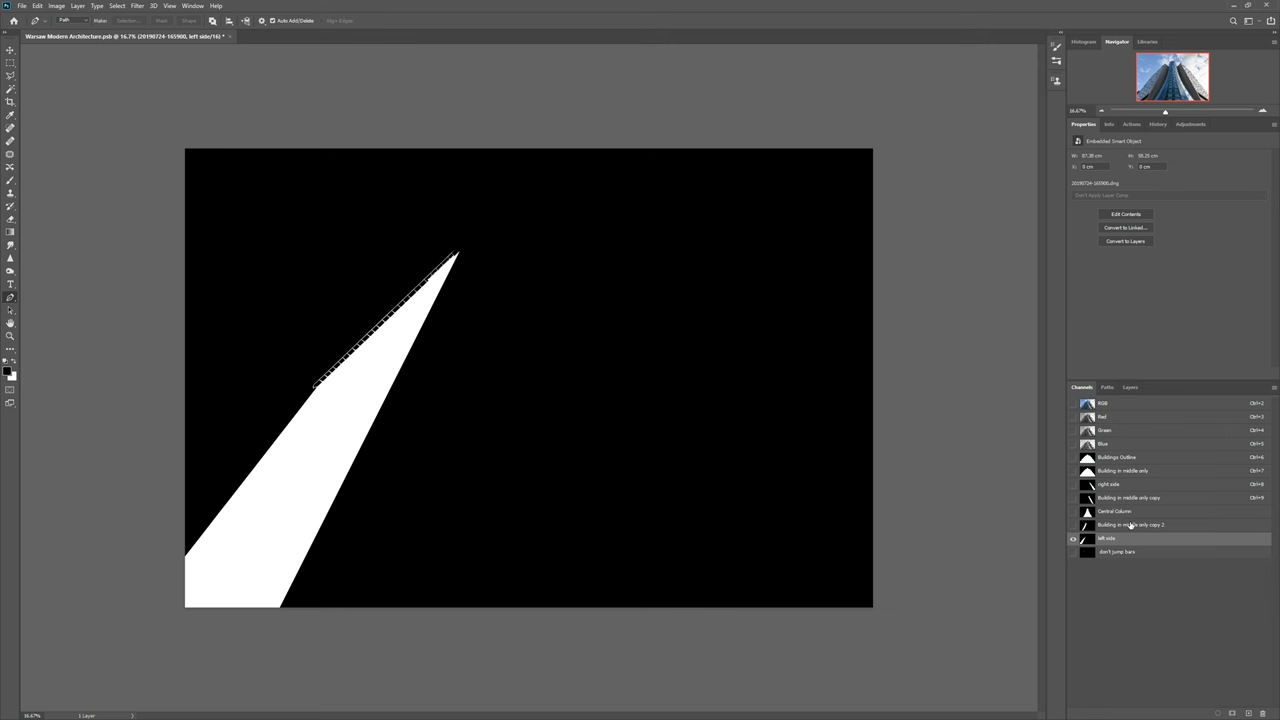 File Edit Image Layer Type Select Filter 3D View Window Help
Path Make: Selection... Mask Shape Auto Add/Delete Align Edges
Warsaw Modern Architecture.psb @ 16.7% (20190724-165900, left side/16) *
Histogram Navigator Libraries
16.67%
Properties Info Actions History Adjustments
Embedded Smart Object
W: 87.38 cm H: 58.25 cm
X: 0 cm Y: 0 cm
20190724-165900.dng
Don't Apply Layer Comp
Edit Contents
Convert to Linked...
Convert to Layers
Channels Paths Layers
RGB Ctrl+2
Red Ctrl+3
Green Ctrl+4
Blue Ctrl+5
Buildings Outline Ctrl+6
Building in middle only Ctrl+7
right side Ctrl+8
Building in middle only copy Ctrl+9
Central Column
Building in middle only copy 2
left side
don't jump bars
16.67% 1 Layer